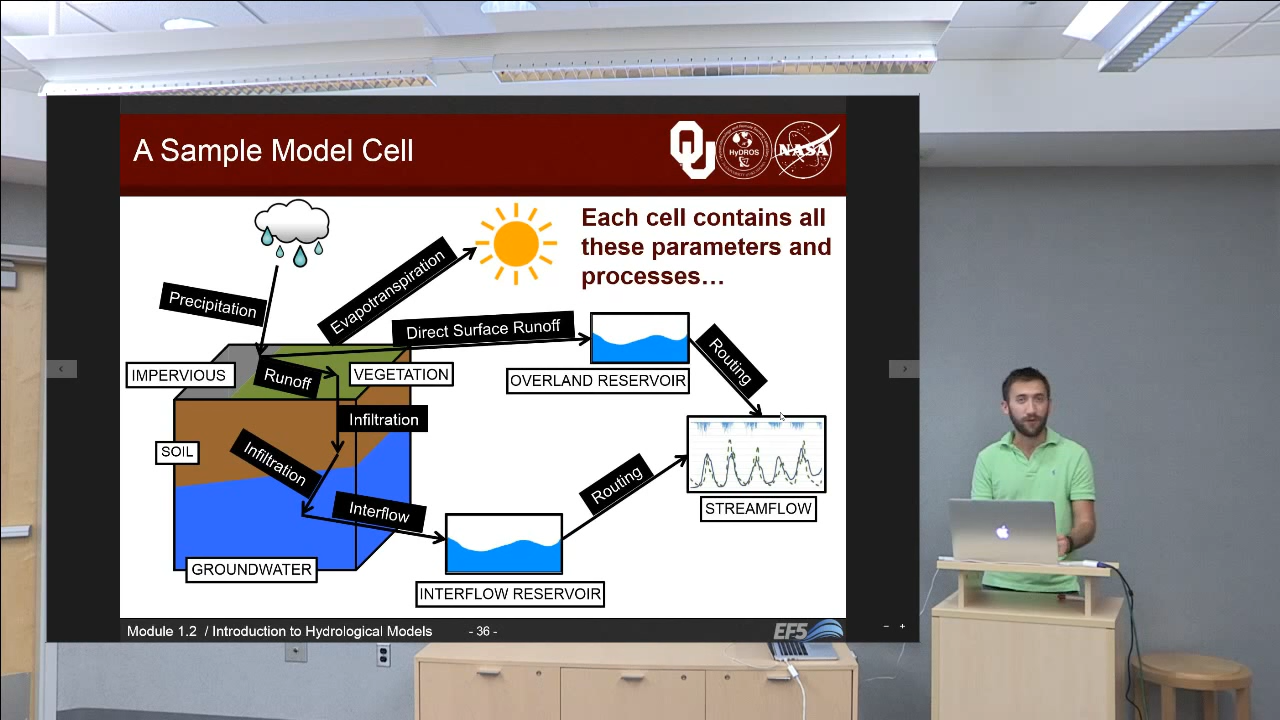 A Sample Model Cell
HyDROS
NASA
Each cell contains all
these parameters and
processes…
Precipitation
Evapotranspiration
Direct Surface Runoff
Routing
IMPERVIOUS
Runoff
VEGETATION
OVERLAND RESERVOIR
Infiltration
SOIL
Infiltration
Interflow
Routing
STREAMFLOW
GROUNDWATER
INTERFLOW RESERVOIR
Module 1.2 / Introduction to Hydrological Models
- 36 -
EF5